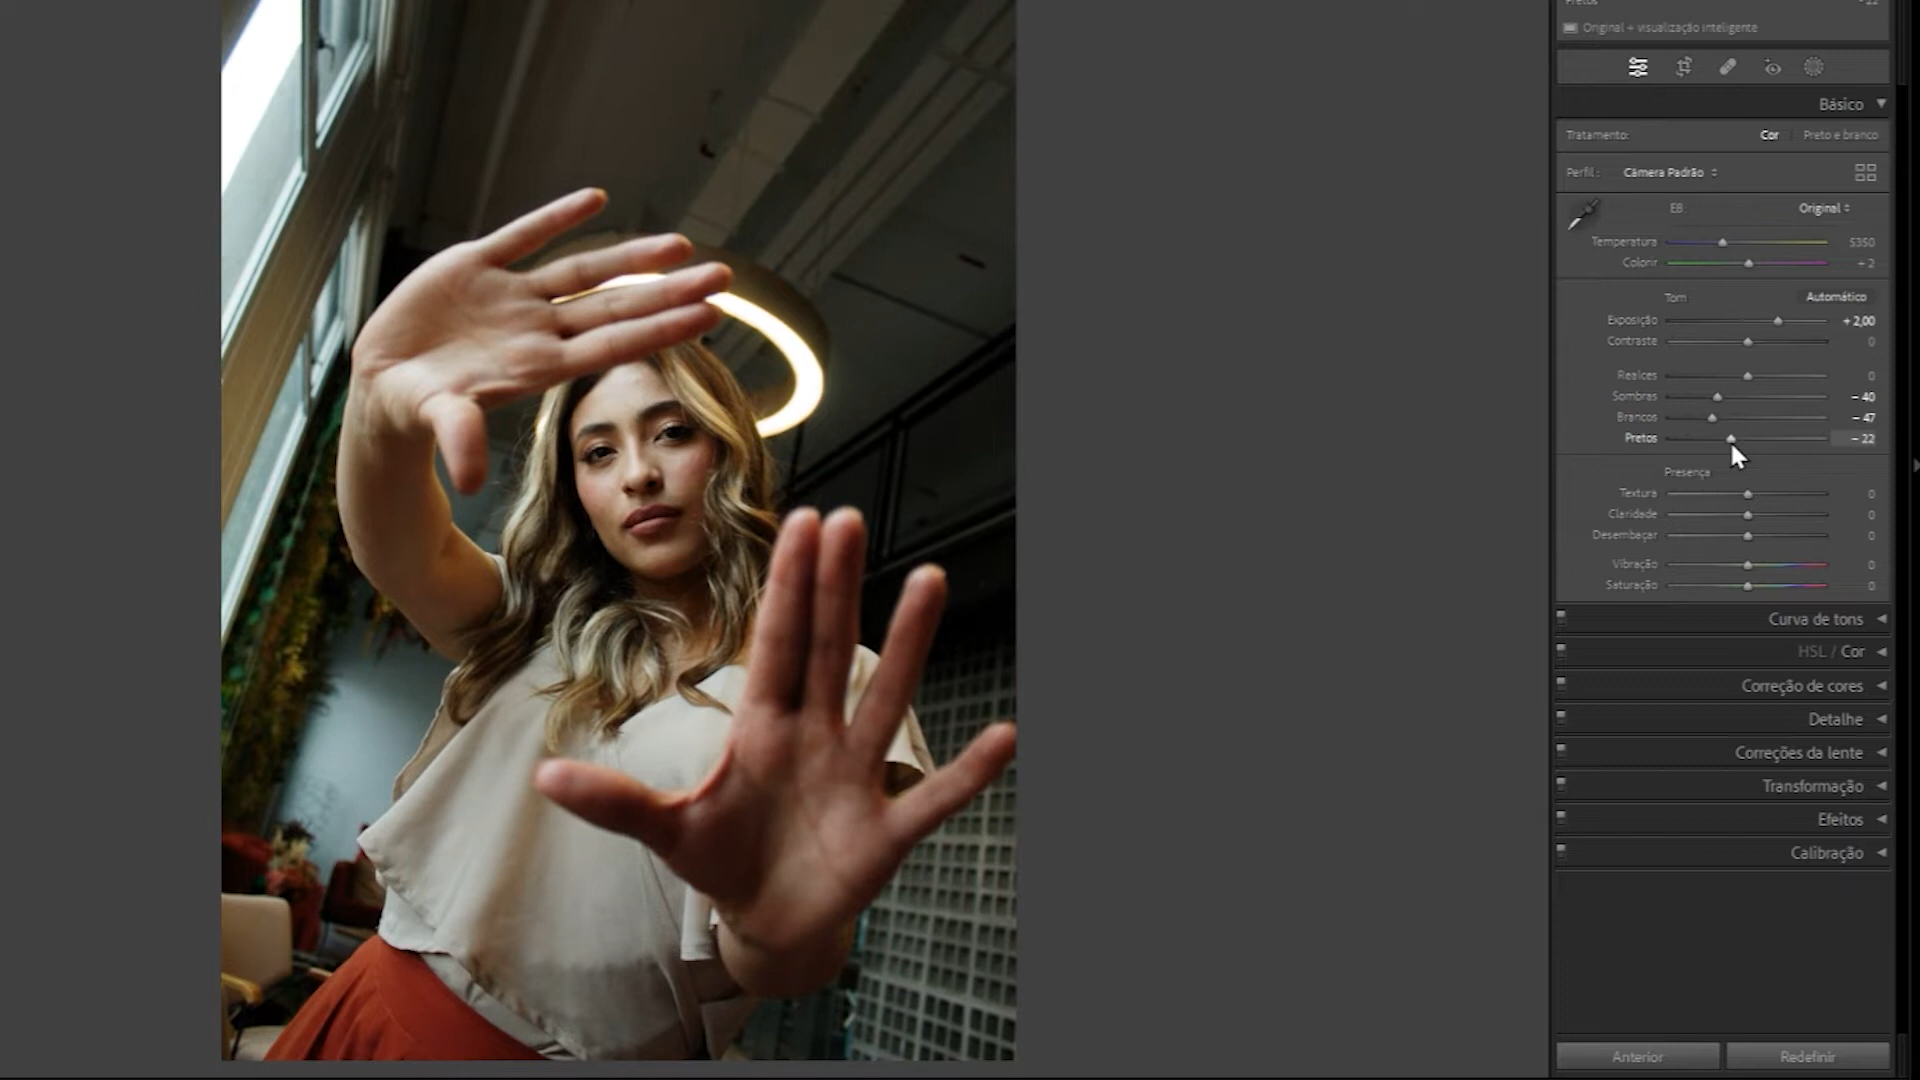 Pretos - 22
Original + visualização inteligente
Básico
Tratamento: Cor Preto e branco
Perfil: Câmera Padrão
EB: Original
Temperatura 5350
Colorir + 2
Tom Automático
Exposição + 2,00
Contraste 0
Realces 0
Sombras - 40
Brancos - 47
Pretos - 22
Presença
Textura 0
Claridade 0
Desembaçar 0
Vibração 0
Saturação 0
Curva de tons
HSL / Cor
Correção de cores
Detalhe
Correções da lente
Transformação
Efeitos
Calibração
Anterior Redefinir